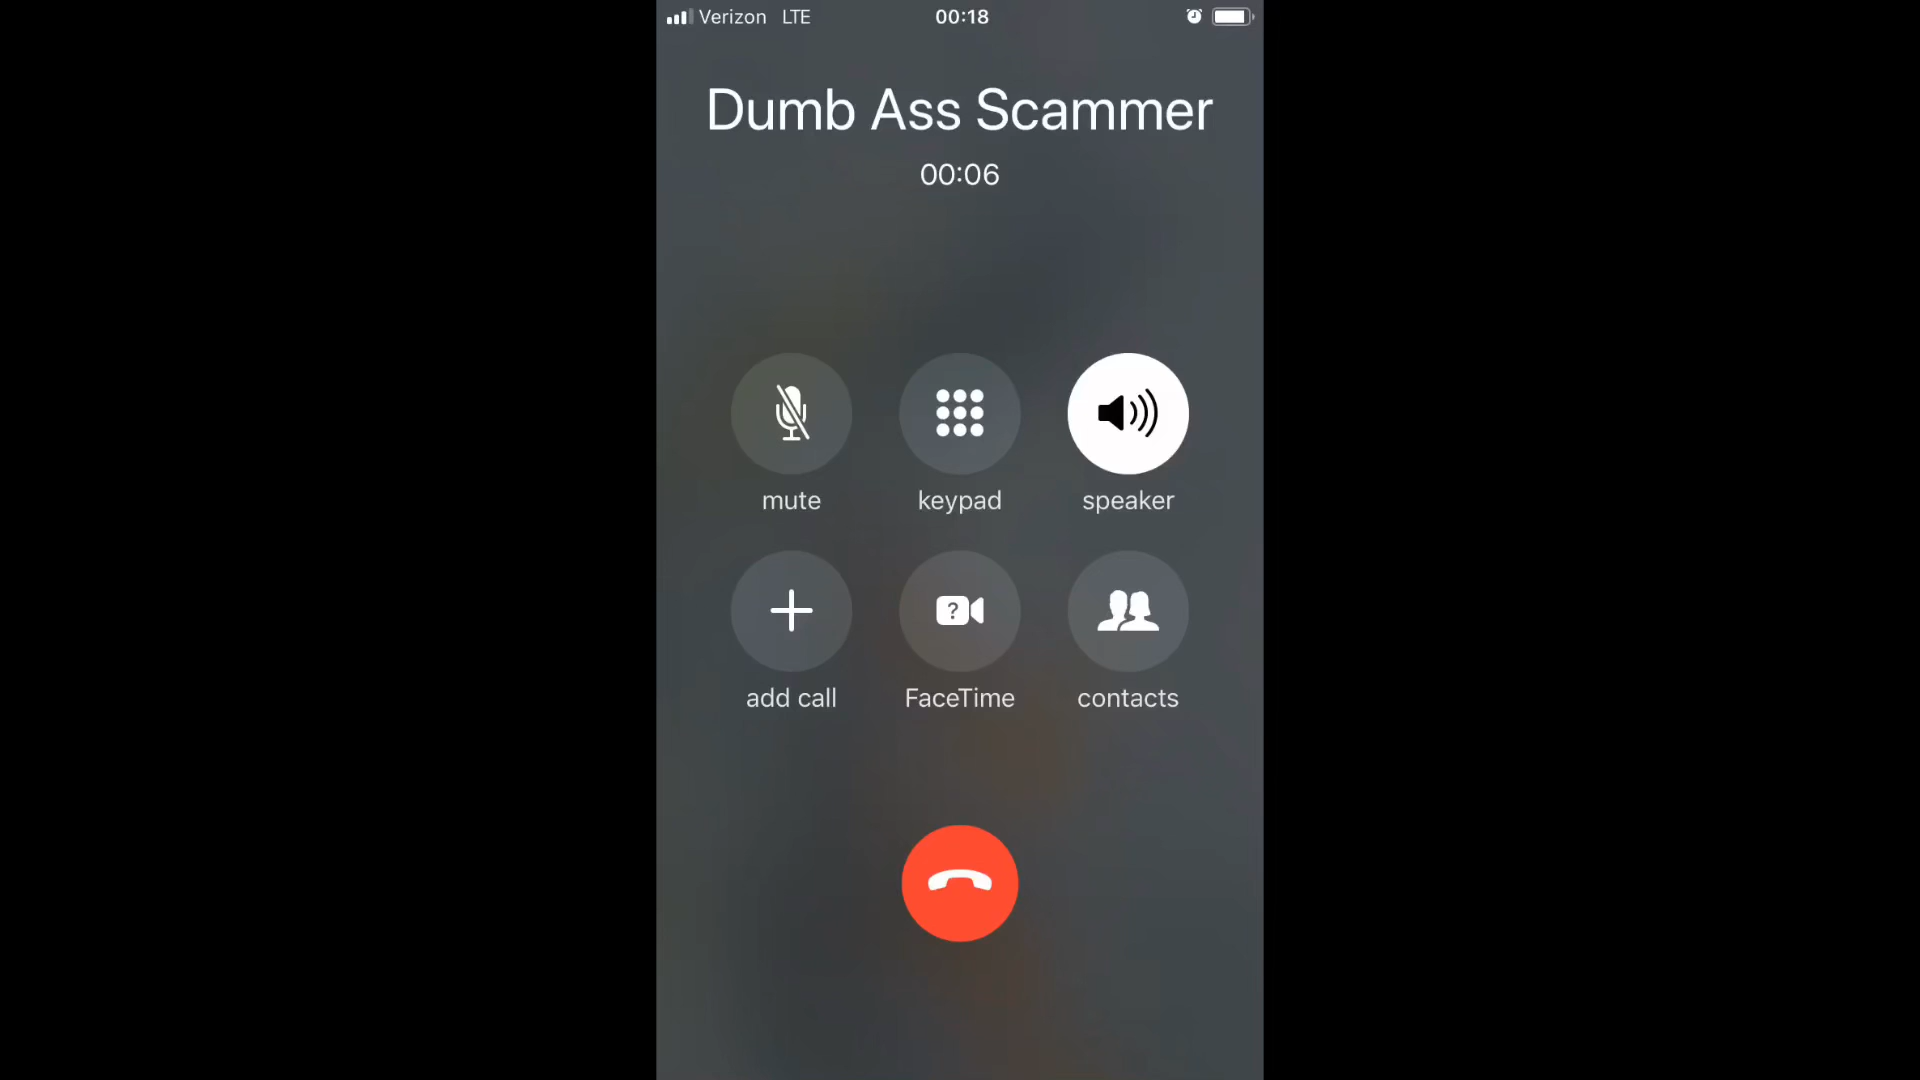 Verizon LTE 00:18
Dumb Ass Scammer
00:06
mute keypad speaker
?
add call FaceTime contacts